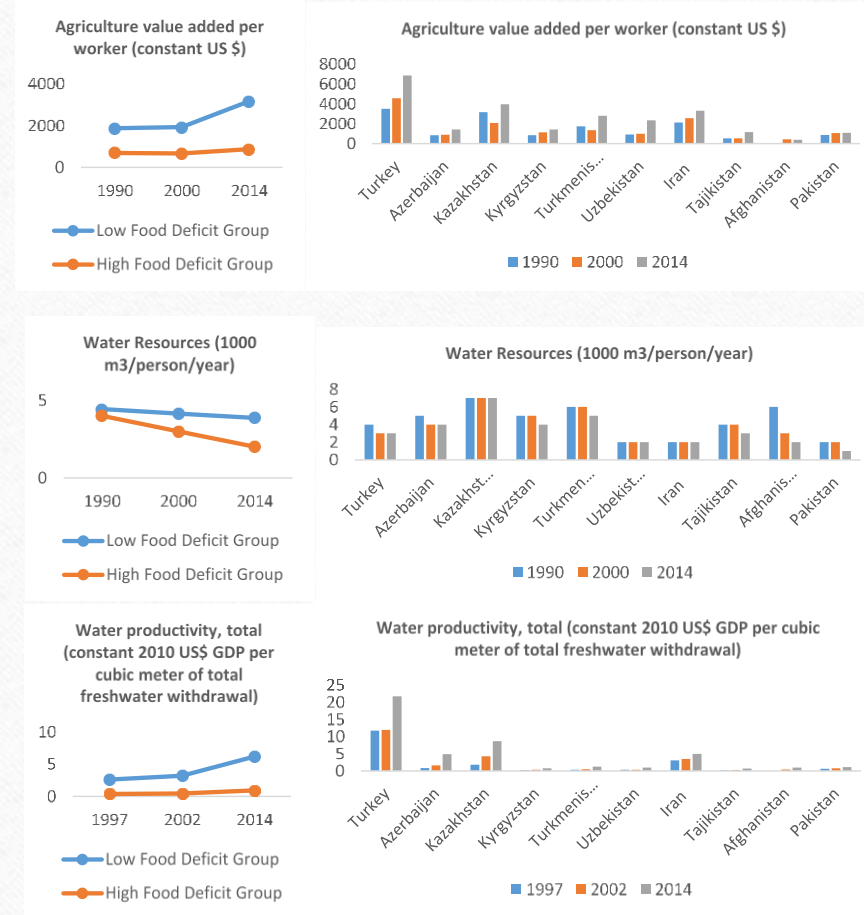 Agriculture value added per
worker (constant US $)
4000
2000
0
1990 2000 2014
Low Food Deficit Group
High Food Deficit Group
Agriculture value added per worker (constant US $)
8000
6000
4000
2000
0
Turkey
Azerbaijan
Kazakhstan
Kyrgyzstan
Turkmenis...
Uzbekistan
Iran
Tajikistan
Afghanistan
Pakistan
1990 2000 2014
Water Resources (1000
m3/person/year)
5
0
1990 2000 2014
Low Food Deficit Group
High Food Deficit Group
Water Resources (1000 m3/person/year)
8
6
4
2
0
Turkey
Azerbaijan
Kazakhst...
Kyrgyzstan
Turkmen...
Uzbekist...
Iran
Tajikistan
Afghanis...
Pakistan
1990 2000 2014
Water productivity, total
(constant 2010 US$ GDP per
cubic meter of total
freshwater withdrawal)
10
5
0
1997 2002 2014
Low Food Deficit Group
High Food Deficit Group
Water productivity, total (constant 2010 US$ GDP per cubic
meter of total freshwater withdrawal)
25
20
15
10
5
0
Turkey
Azerbaijan
Kazakhstan
Kyrgyzstan
Turkmenis...
Uzbekistan
Iran
Tajikistan
Afghanistan
Pakistan
1997 2002 2014